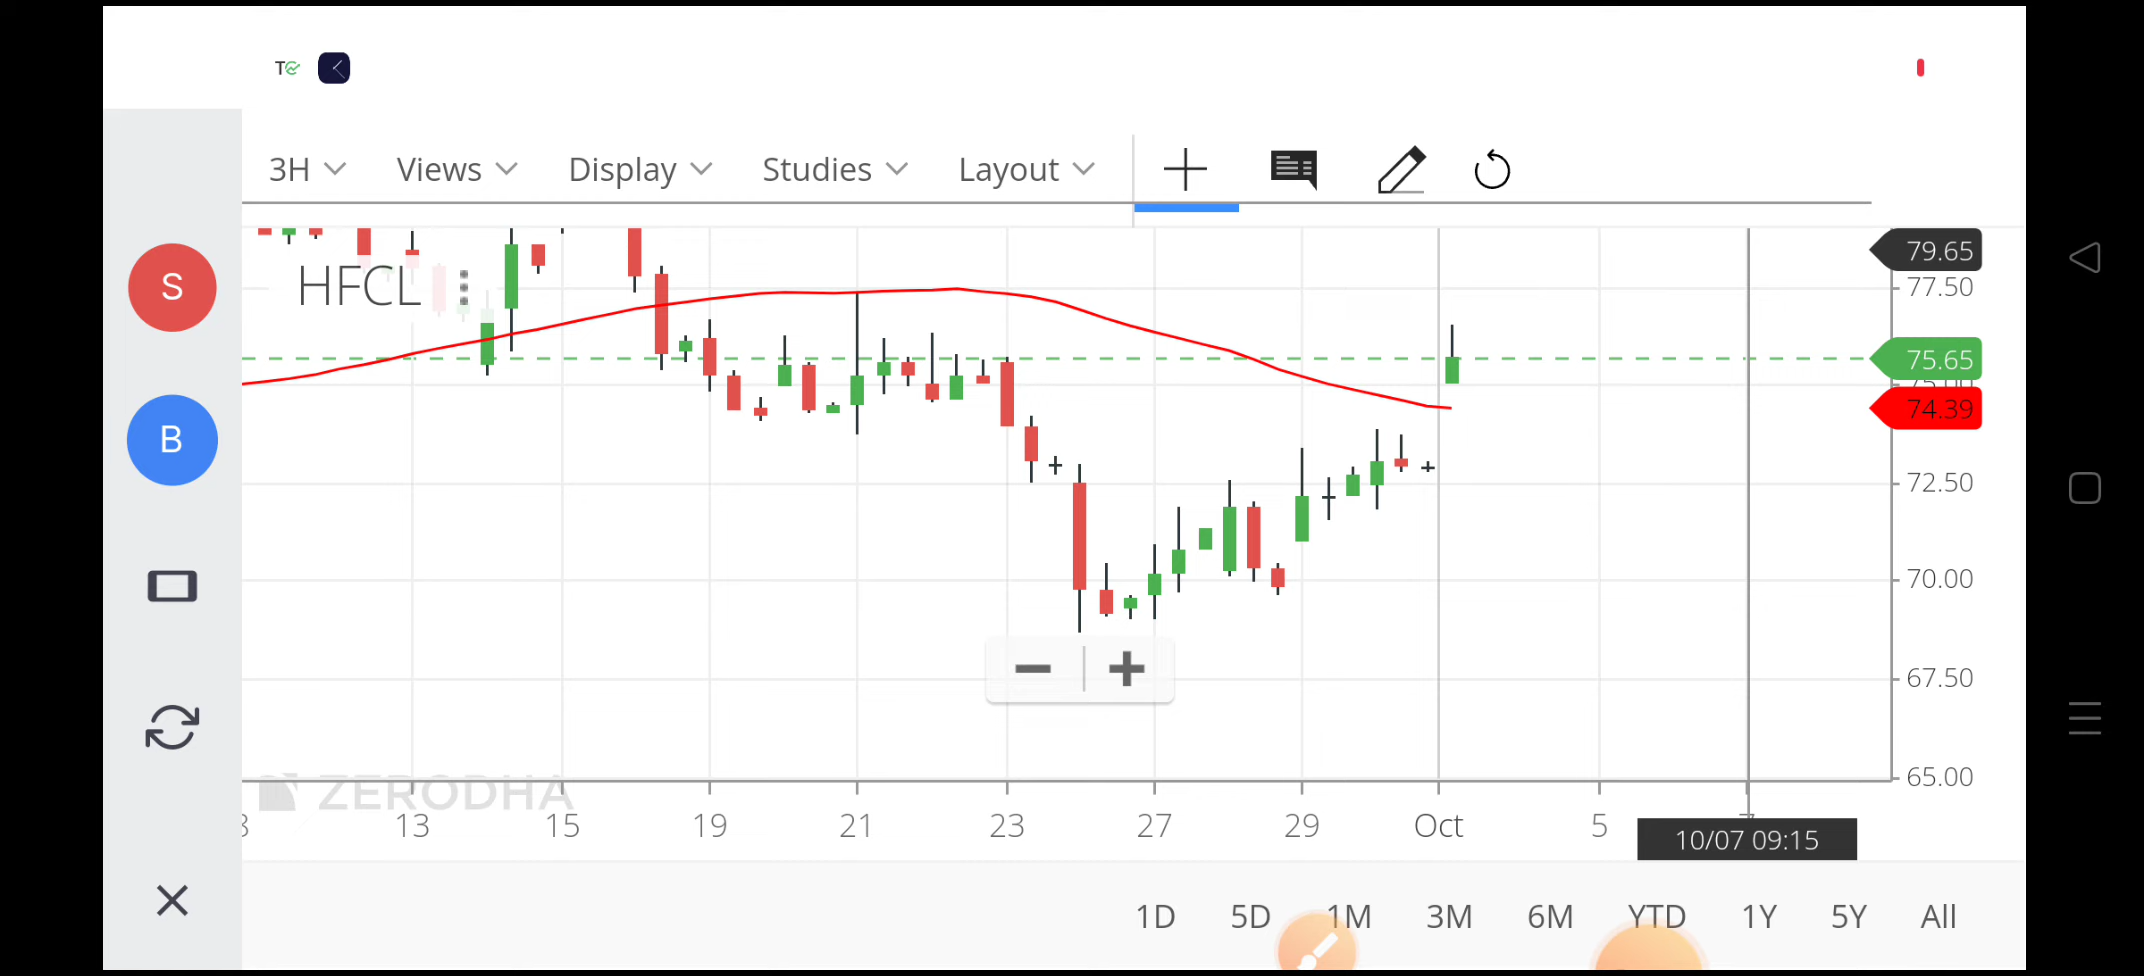 3H Views Display Studies Layout
79.65
HFCL
77.50
S
75.65
75.00
74.39
B
72.50
70.00
67.50
65.00
ZERODHA
13 15 19 21 23 27 29 Oct 5
10/07 09:15
1D 5D 1M 3M 6M YTD 1Y 5Y All